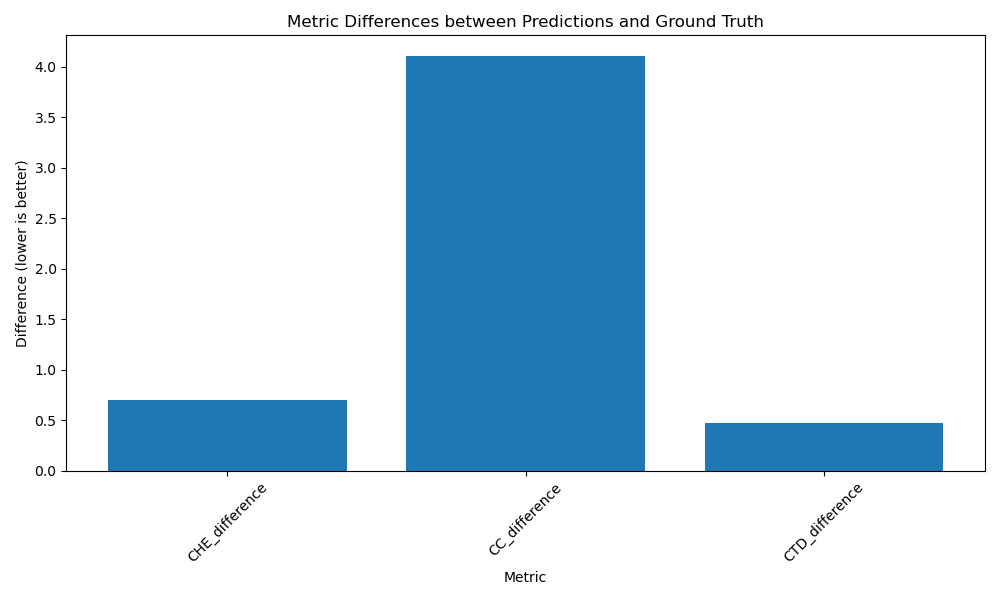 Metric Differences between Predictions and Ground Truth
Difference (lower is better)
4.0
3.5
3.0
2.5
2.0
1.5
1.0
0.5
0.0
CHE_difference
CC_difference
CTD_difference
Metric